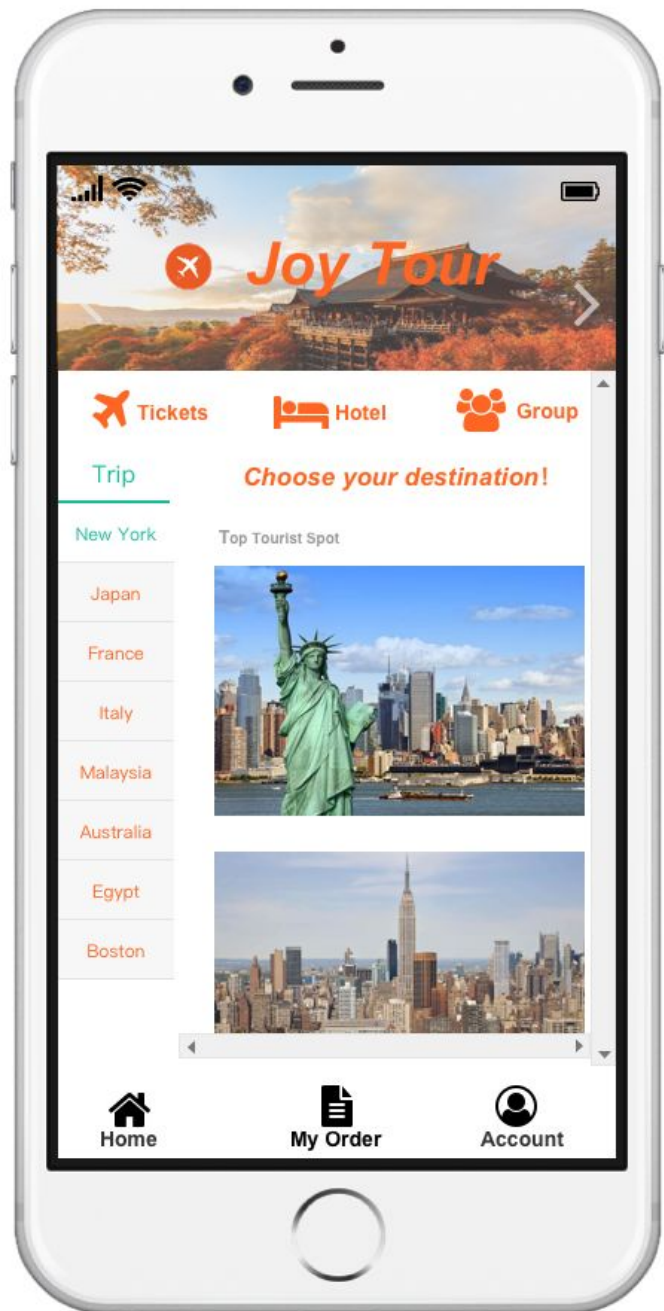 Joy Tour
Tickets
Hotel
Group
Trip
Choose your destination!
New York
Top Tourist Spot
Japan
France
Italy
Malaysia
Australia
Egypt
Boston
Home
My Order
Account